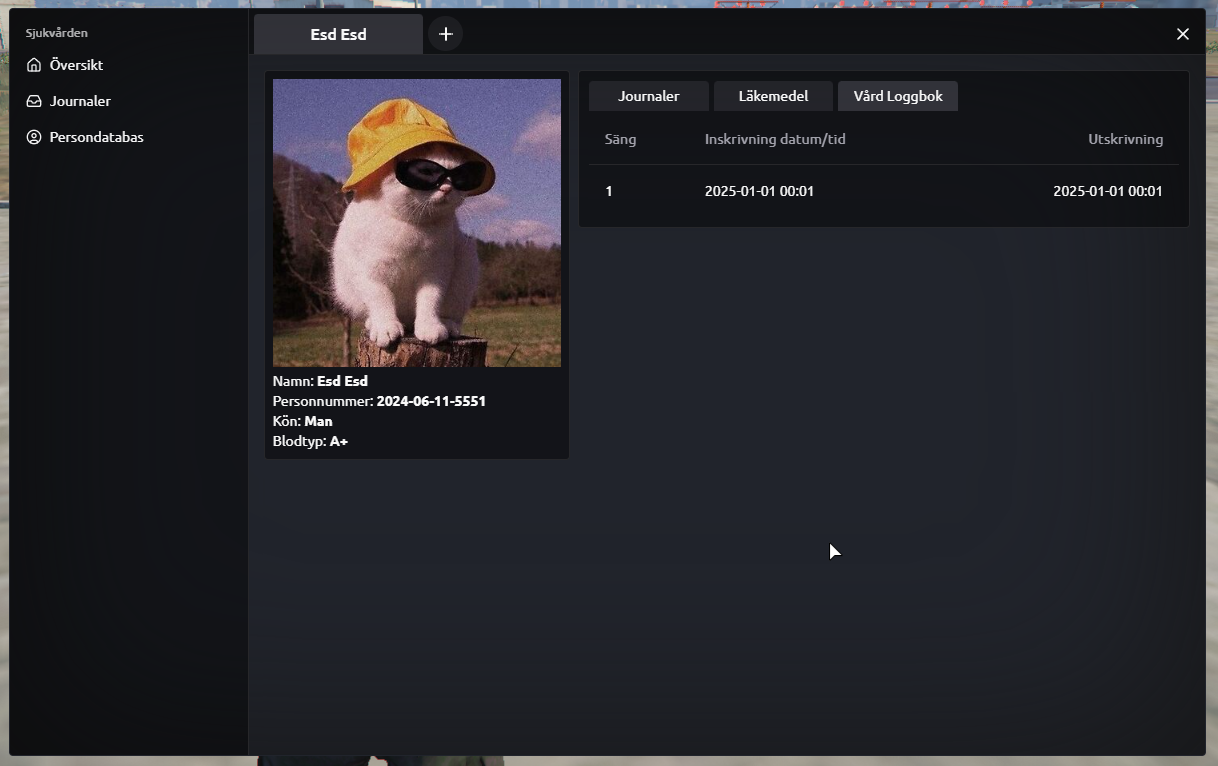 Sjukvården
Översikt
Journaler
Persondatabas
Esd Esd
Namn: Esd Esd
Personnummer: 2024-06-11-5551
Kön: Man
Blodtyp: A+
Journaler Läkemedel Vård Loggbok
Säng Inskrivning datum/tid Utskrivning
1 2025-01-01 00:01 2025-01-01 00:01